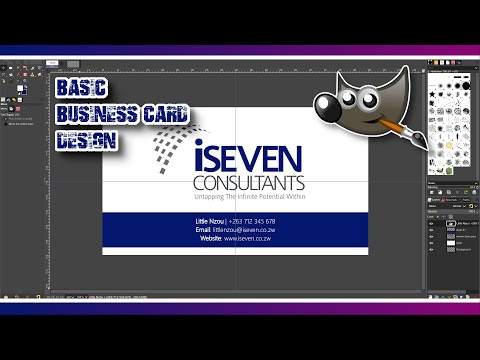 BASIC
BUSINESS CARD
DESIGN
iSEVEN
CONSULTANTS
Untapping The Infinite Potential Within
Little Nzou | +263 712 345 678
Email: littlenzou@iseven.co.zw
Website: www.iseven.co.zw